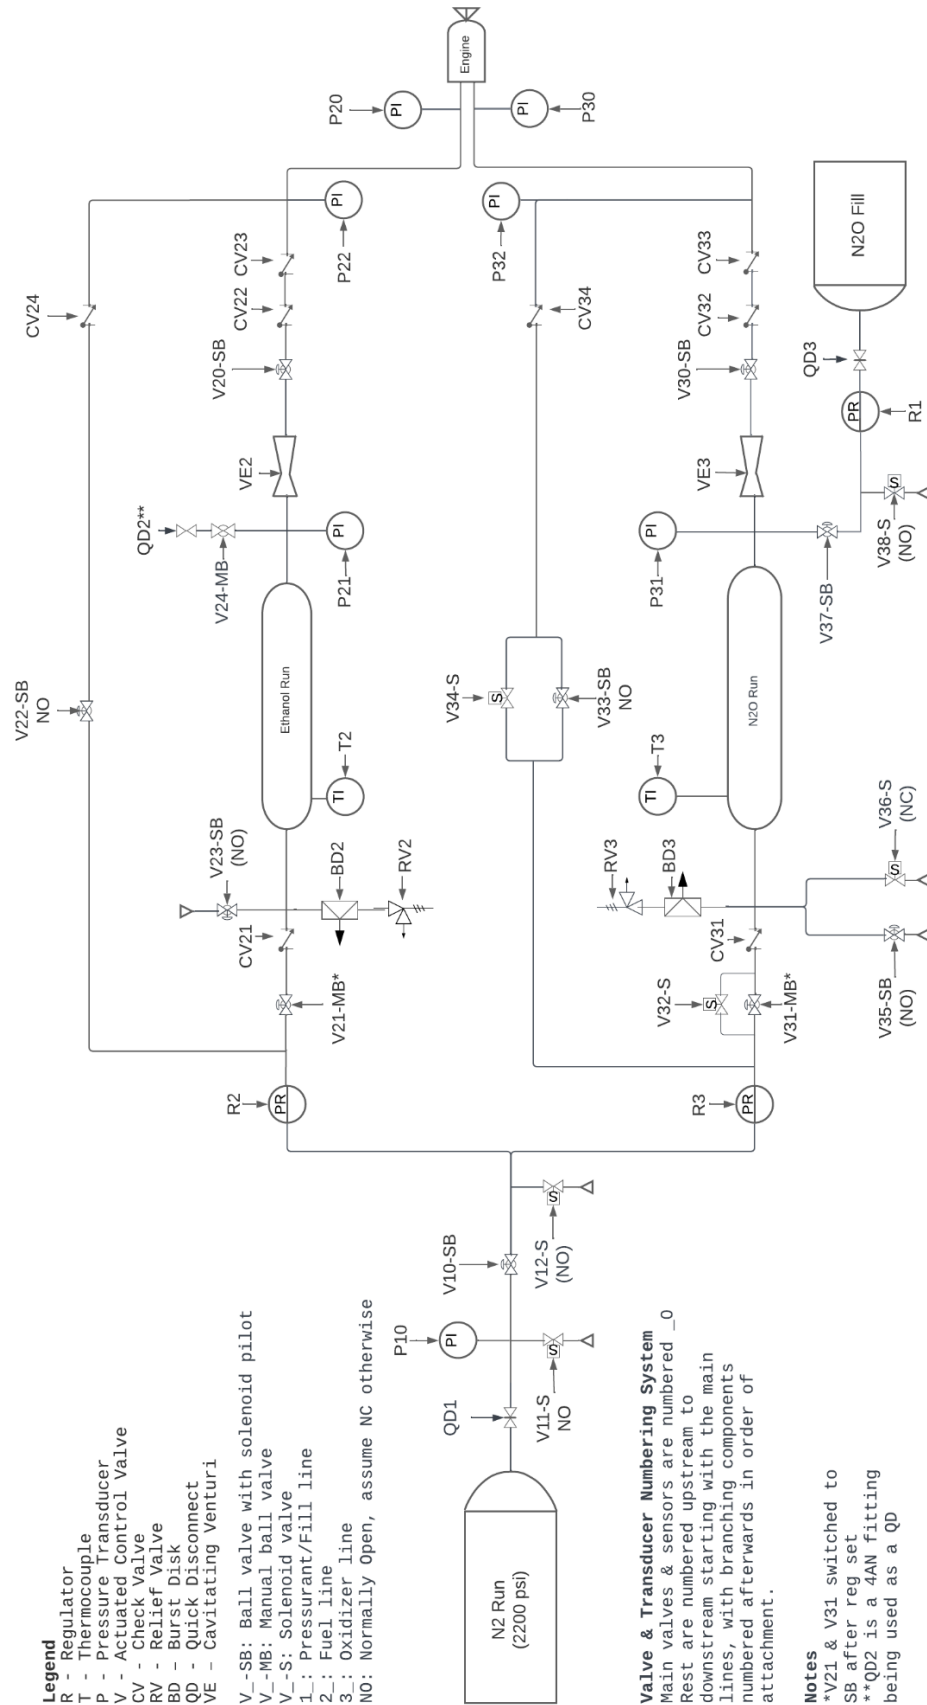 Legend
R - Regulator
T - Thermocouple
P - Pressure Transducer
V - Actuated Control Valve
CV - Check Valve
RV - Relief Valve
BD – Burst Disk
QD - Quick Disconnect
VE – Cavitating Venturi
V_-SB: Ball valve with solenoid pilot
V_-MB: Manual ball valve
V_-S: Solenoid valve
1_: Pressurant/Fill line
2_: Fuel line
3_: Oxidizer line
NO: Normally Open, assume NC otherwise
N2 Run
(2200 psi)
QD1
P10
PI
V11-S
NO
S
V10-SB
V12-S
(NO)
S
R2
PR
R3
PR
V22-SB
NO
CV24
V21-MB*
CV21
V23-SB
(NO)
BD2
RV2
TI
T2
Ethanol Run
QD2**
V24-MB
PI
P21
VE2
V20-SB
CV22
CV23
PI
P22
P20
PI
Engine
PI
P30
V34-S
S
V33-SB
NO
CV34
PI
P32
V32-S
S
V31-MB*
CV31
RV3
BD3
V35-SB
(NO)
V36-S
(NC)
S
TI
T3
N2O Run
PI
P31
VE3
V30-SB
CV32
CV33
V37-SB
V38-S
(NO)
S
PR
R1
QD3
N2O Fill
Valve & Transducer Numbering System
Main valves & sensors are numbered _0
Rest are numbered upstream to
downstream starting with the main
lines, with branching components
numbered afterwards in order of
attachment.
Notes
*V21 & V31 switched to
SB after reg set
**QD2 is a 4AN fitting
being used as a QD